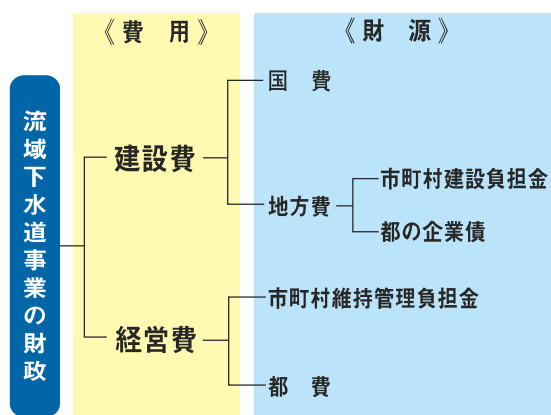 《費　用》
《財　源》
流域下水道事業の財政
建設費
国　費
地方費
市町村建設負担金
都の企業債
経営費
市町村維持管理負担金
都　費